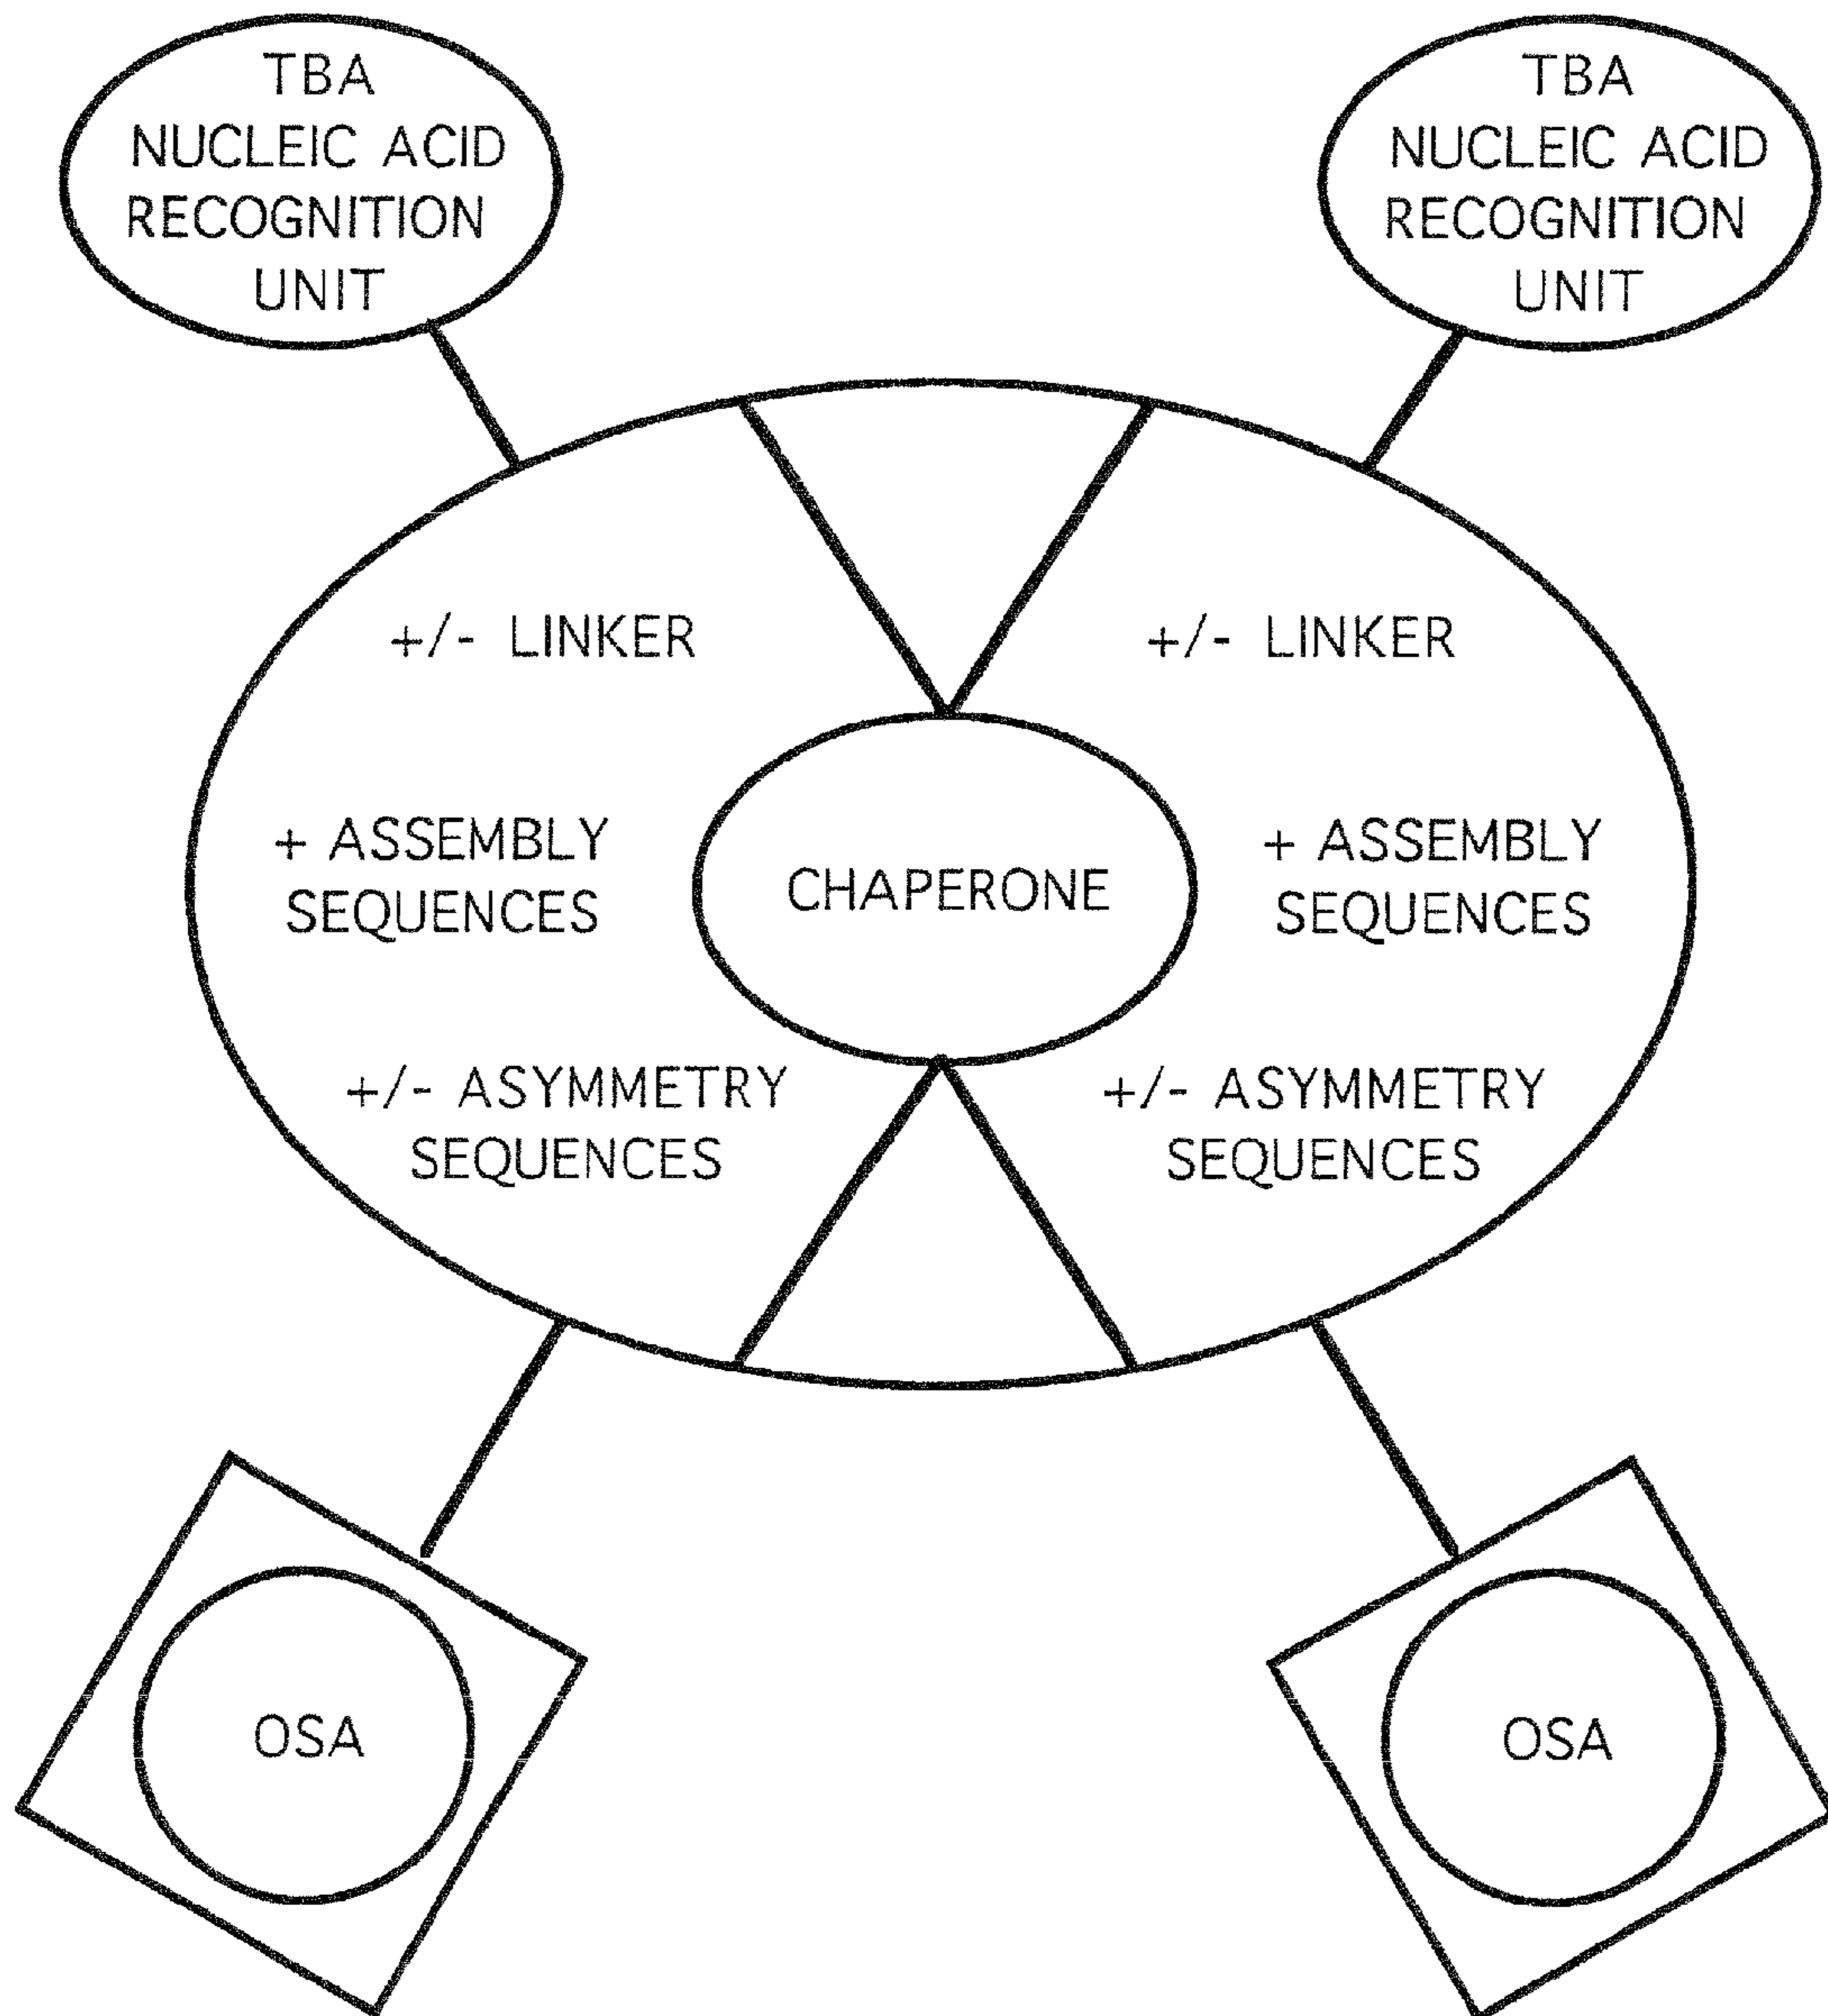 TBA
NUCLEIC ACID
RECOGNITION
UNIT
TBA
NUCLEIC ACID
RECOGNITION
UNIT
+/- LINKER
+/- LINKER
+ ASSEMBLY
SEQUENCES
CHAPERONE
+ ASSEMBLY
SEQUENCES
+/- ASYMMETRY
SEQUENCES
+/- ASYMMETRY
SEQUENCES
OSA
OSA